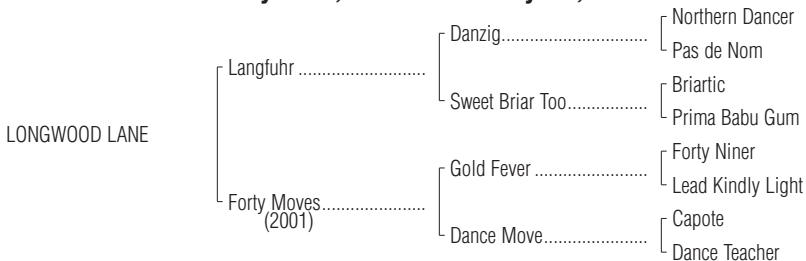 Northern Dancer
Danzig................................
Pas de Nom
Langfuhr ...........................
Briartic
Sweet Briar Too.................
Prima Babu Gum
LONGWOOD LANE
Forty Niner
Gold Fever ........................
Lead Kindly Light
Forty Moves......................
(2001)
Capote
Dance Move......................
Dance Teacher